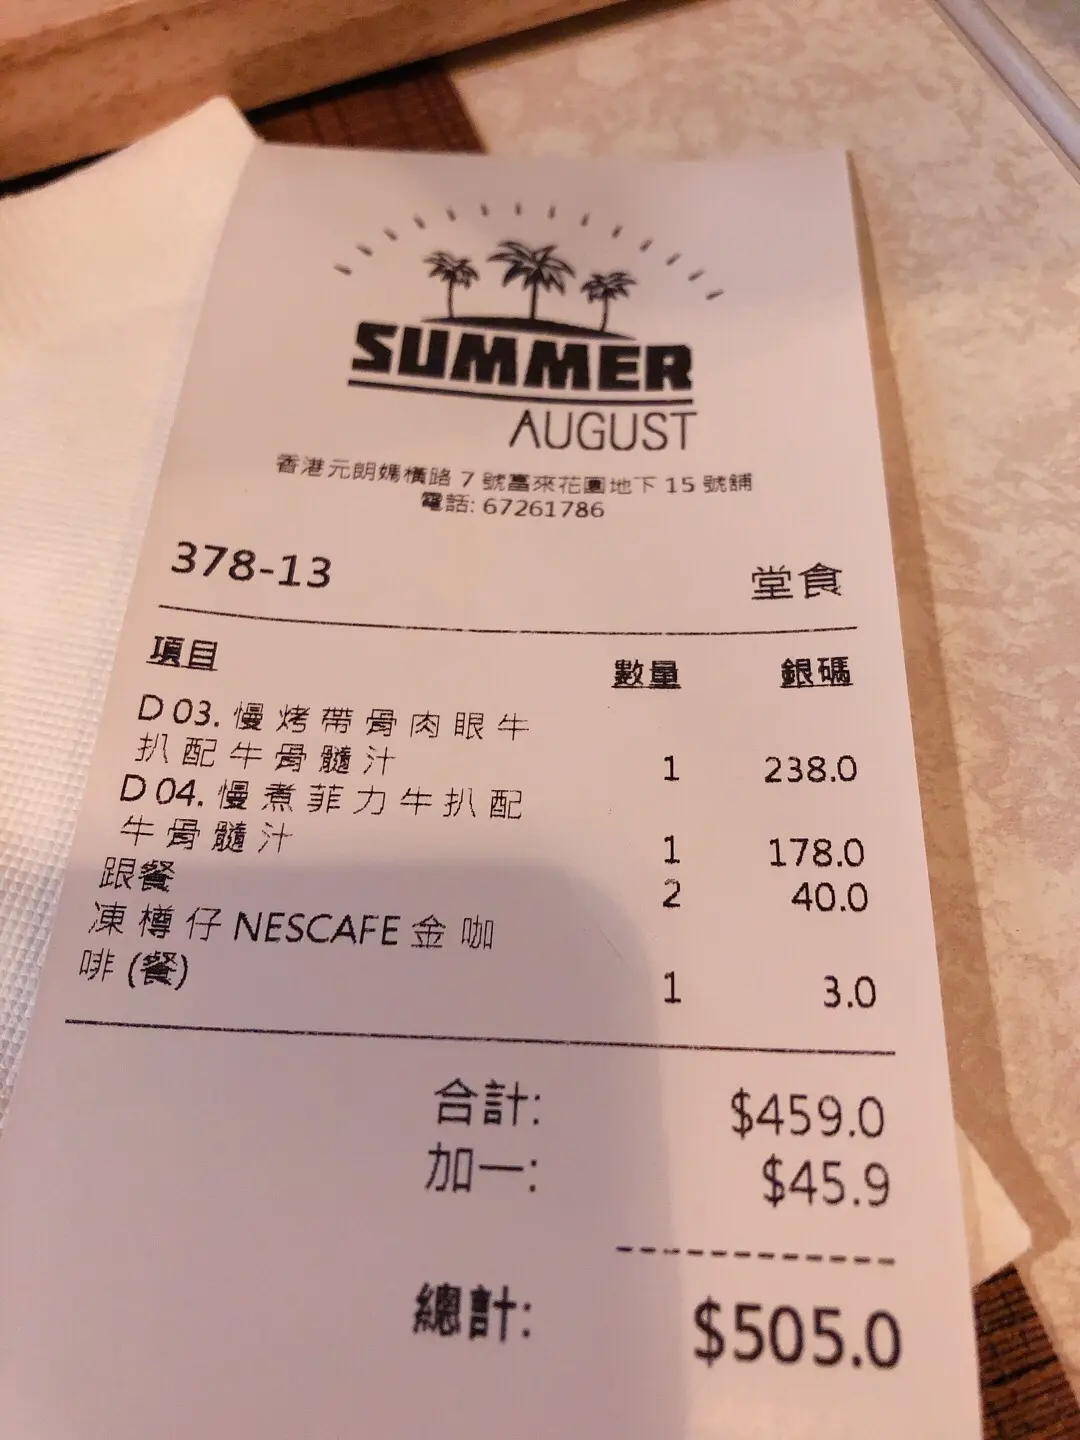 SUMMER
AUGUST
香港元朗媽橫路 7 號富來花園地下 15 號舖
電話: 67261786
378-13 堂食
項目 數量 銀碼
D 03. 慢烤帶骨肉眼牛
扒配牛骨髓汁 1 238.0
D 04. 慢煮菲力牛扒配
牛骨髓汁 1 178.0
跟餐 2 40.0
凍樽仔 NESCAFE 金咖
啡 (餐) 1 3.0
合計: $459.0
加一: $45.9
總計: $505.0